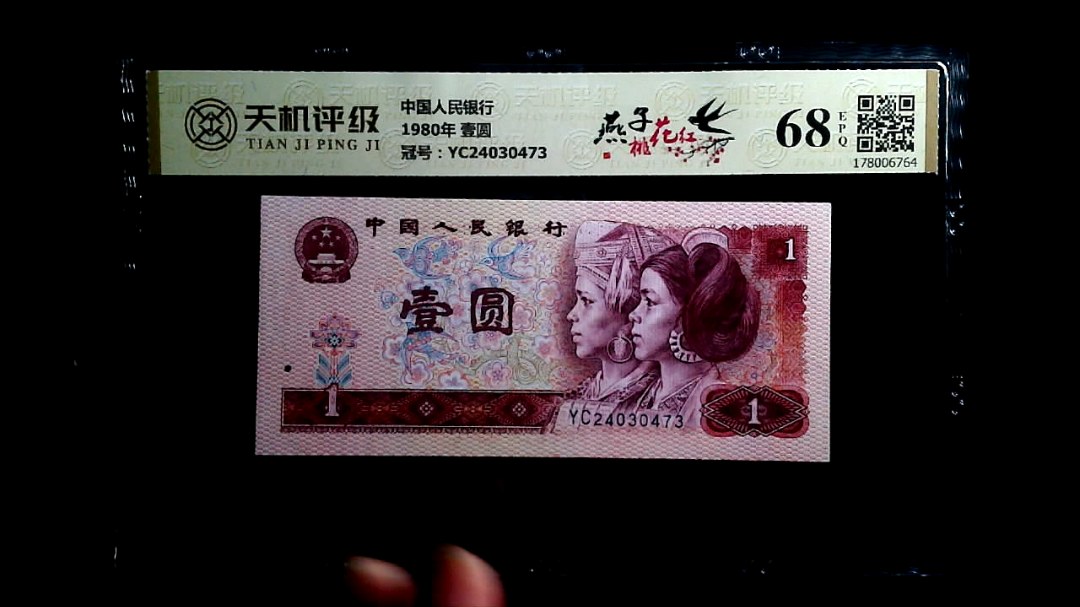 天机评级
TIAN JI PING JI
中国人民银行
1980年 壹圆
冠号：YC24030473
燕子
桃花红
68
EPQ
178006764
中国人民银行
1
壹圆
1
YC24030473
1